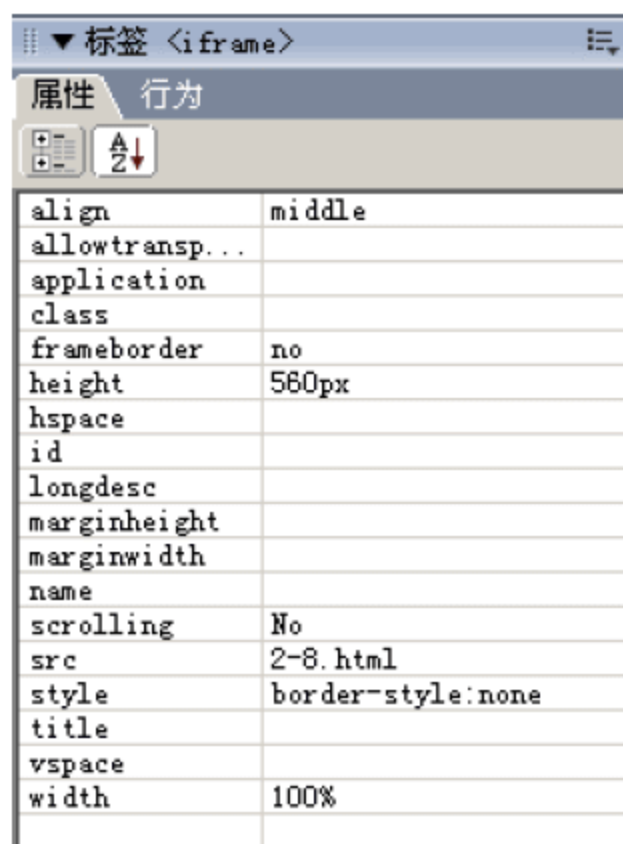 标签 <iframe>
属性 行为
align middle
allowtransp...
application
class
frameborder no
height 560px
hspace
id
longdesc
marginheight
marginwidth
name
scrolling No
src 2-8.html
style border-style:none
title
vspace
width 100%